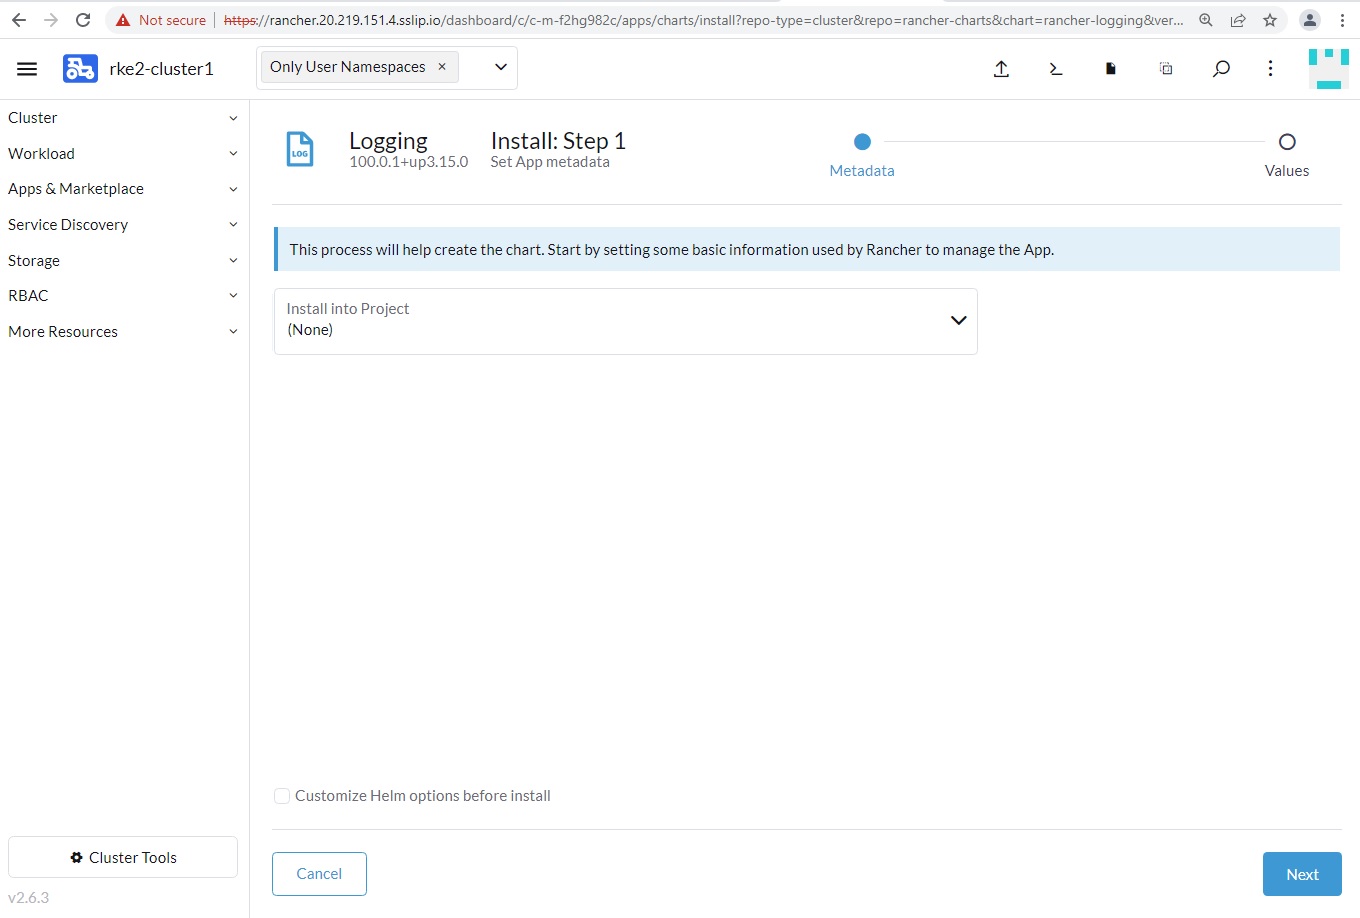 Not secure https://rancher.20.219.151.4.sslip.io/dashboard/c/c-m-f2hg982c/apps/charts/install?repo-type=cluster&repo=rancher-charts&chart=rancher-logging&ver...
rke2-cluster1
Only User Namespaces ×
Cluster
Workload
Apps & Marketplace
Service Discovery
Storage
RBAC
More Resources
Cluster Tools
v2.6.3
LOG
Logging
100.0.1+up3.15.0
Install: Step 1
Set App metadata
Metadata
Values
This process will help create the chart. Start by setting some basic information used by Rancher to manage the App.
Install into Project
(None)
Customize Helm options before install
Cancel
Next